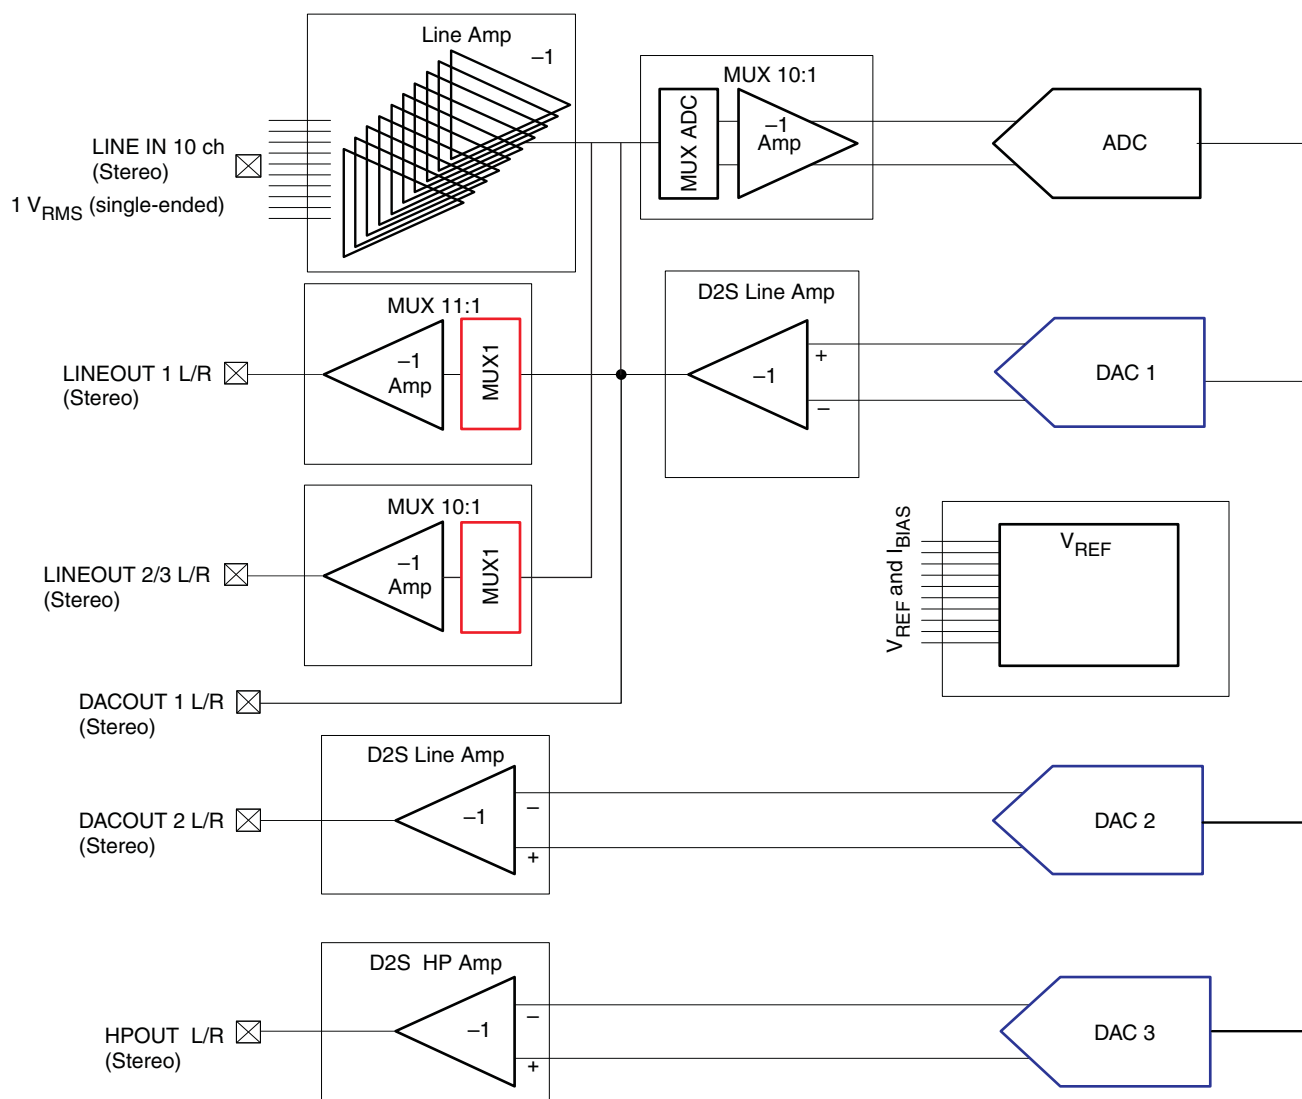 Line Amp
–1
LINE IN 10 ch
(Stereo)
1 VRMS (single-ended)
MUX 10:1
MUX ADC
–1
Amp
ADC
MUX 11:1
–1
Amp
MUX1
LINEOUT 1 L/R
(Stereo)
D2S Line Amp
–1
+
–
DAC 1
MUX 10:1
–1
Amp
MUX1
LINEOUT 2/3 L/R
(Stereo)
VREF and IBIAS
VREF
DACOUT 1 L/R
(Stereo)
D2S Line Amp
–1
–
+
DACOUT 2 L/R
(Stereo)
DAC 2
D2S HP Amp
–1
–
+
HPOUT L/R
(Stereo)
DAC 3